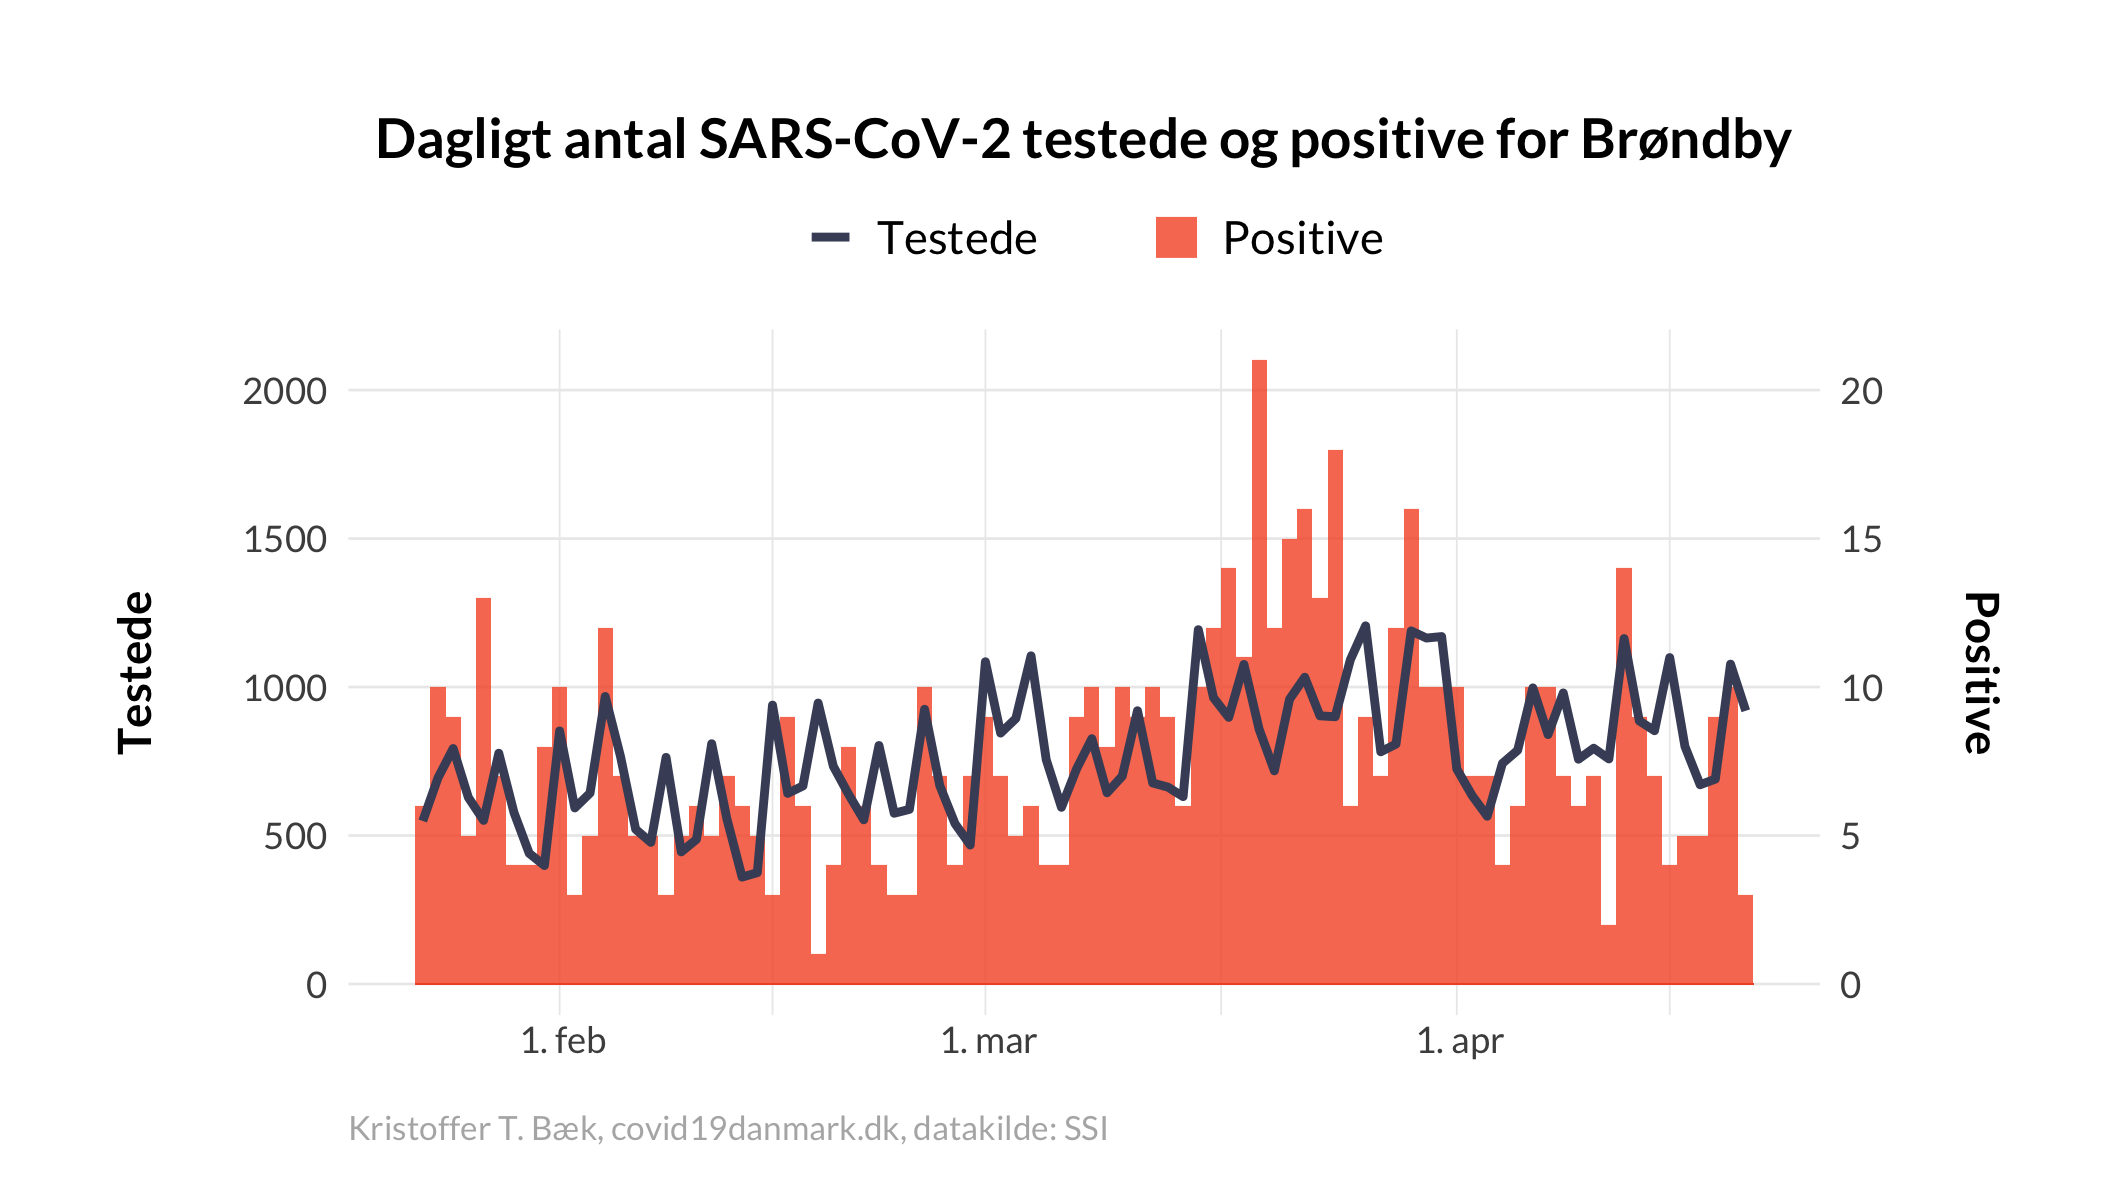 Dagligt antal SARS-CoV-2 testede og positive for Brøndby
Testede
Positive
2000
1500
1000
500
0
20
15
10
5
0
Testede
Positive
1. feb
1. mar
1. apr
Kristoffer T. Bæk, covid19danmark.dk, datakilde: SSI